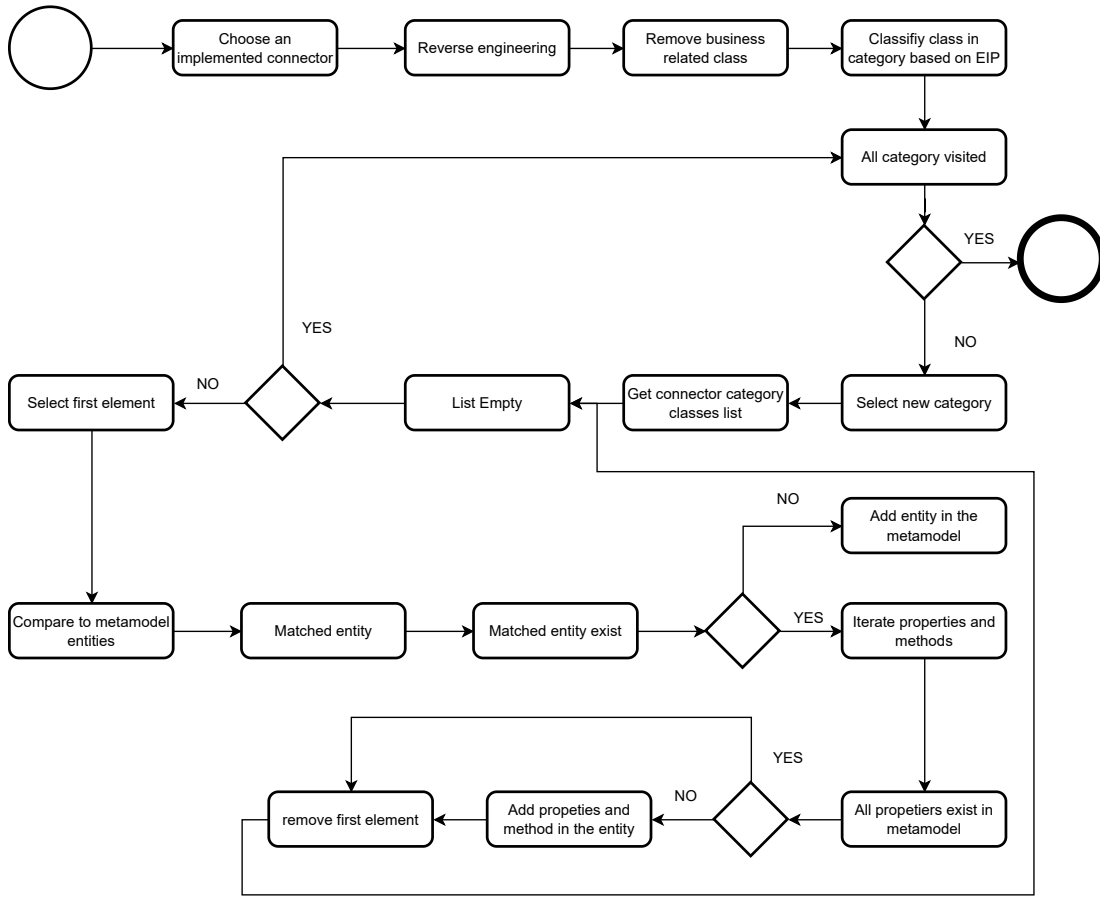 Choose an
implemented connector
Reverse engineering
Remove business
related class
Classifiy class in
category based on EIP
All category visited
YES
NO
YES
NO
Select first element
List Empty
Get connector category
classes list
Select new category
NO
Add entity in the
metamodel
Compare to metamodel
entities
Matched entity
Matched entity exist
YES
Iterate properties and
methods
YES
NO
remove first element
Add propeties and
method in the entity
All propetiers exist in
metamodel